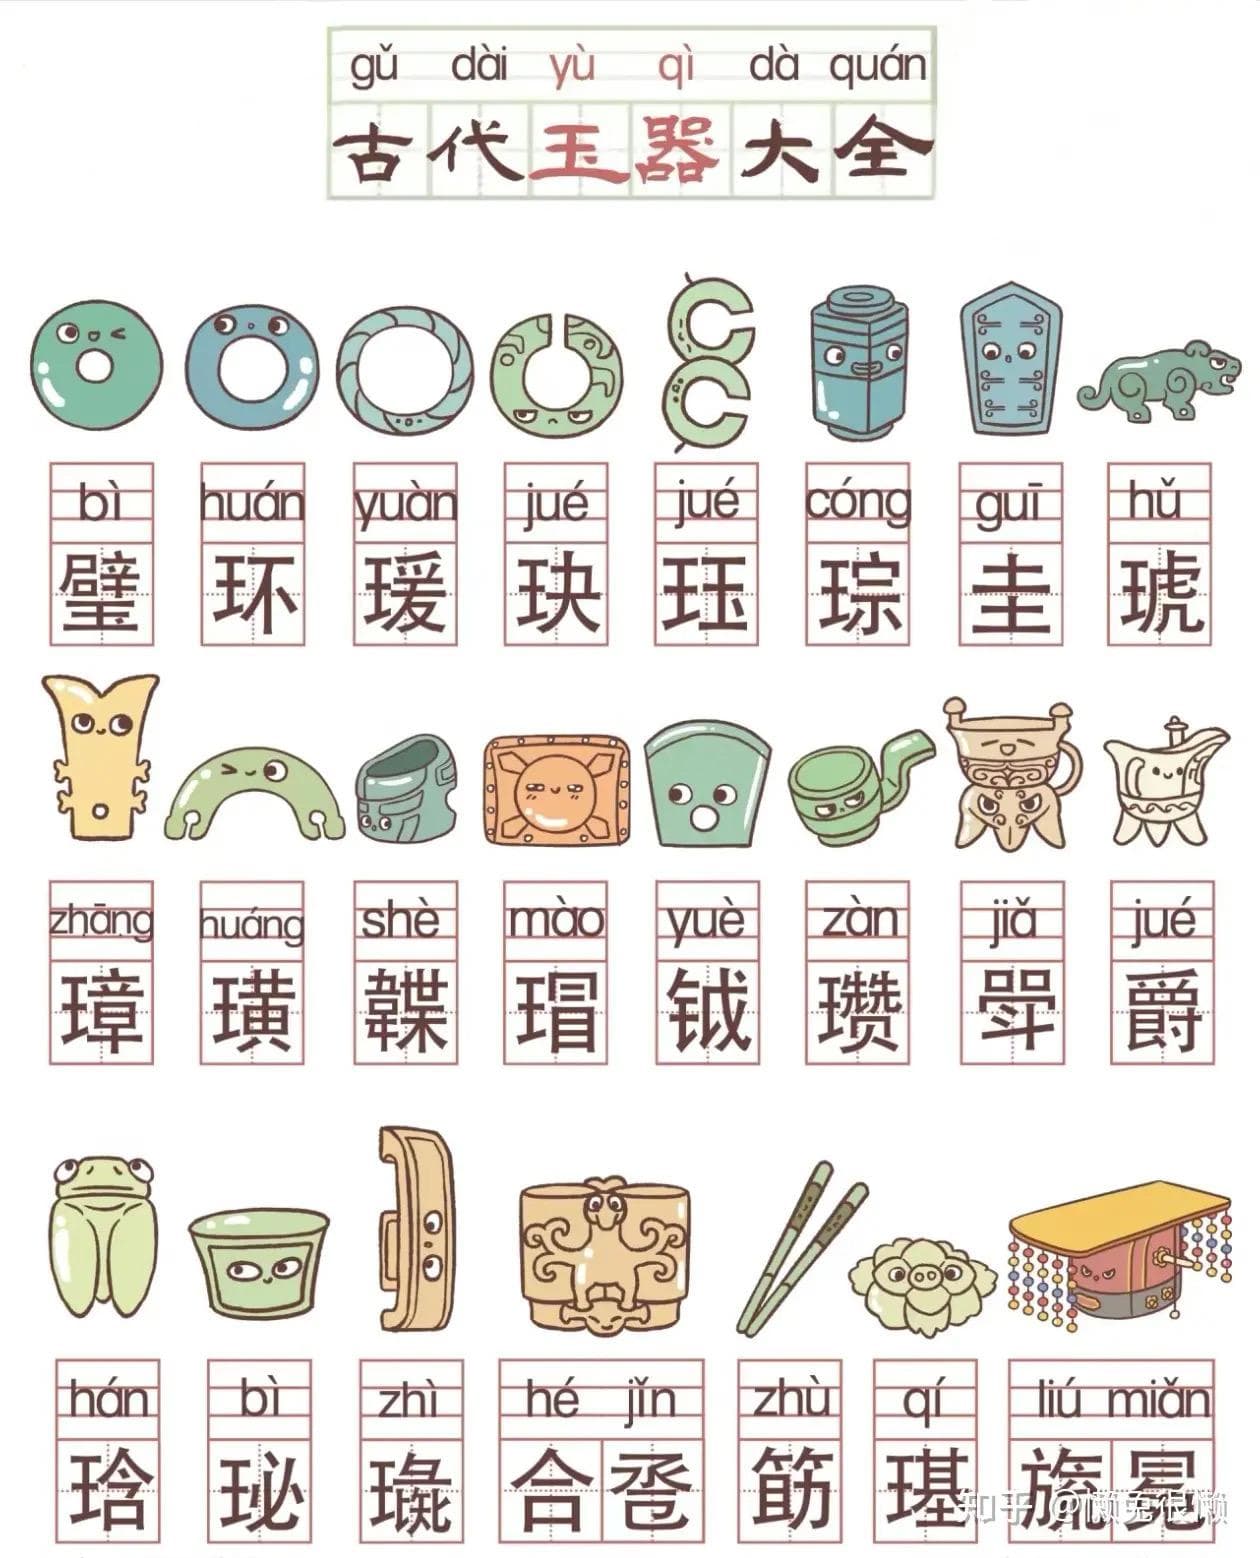 gǔ dài yù qì dà quán
古代玉器大全
bì huán yuàn jué jué cóng guī hǔ
璧 环 瑗 玦 珏 琮 圭 琥
zhāng huáng shè mào yuè zàn jiǎ jué
璋 璜 韘 瑁 钺 瓒 斝 爵
hán bì zhì hé jǐn zhù qí liú miǎn
琀 珌 璏 合卺 筯 琪 旒冕
知乎 @懒兔很懒